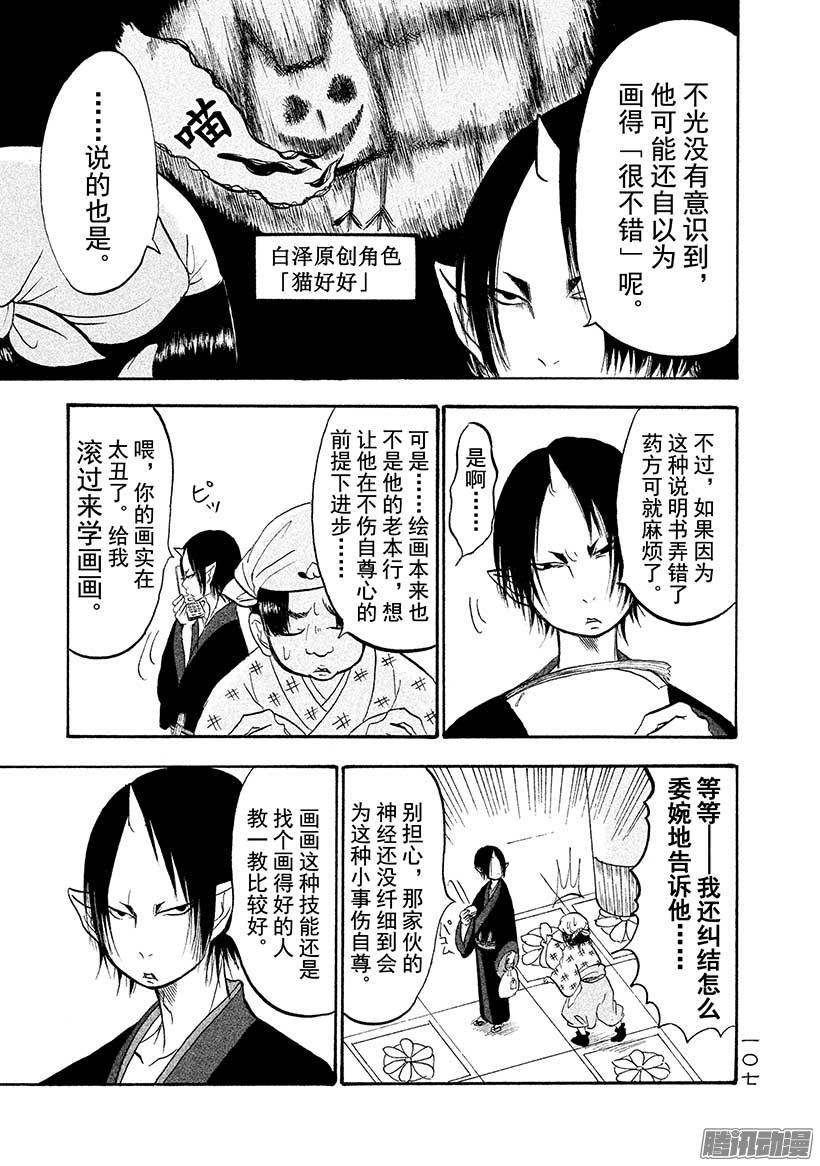 不光没有意识到，
他可能还自以为
画得「很不错」呢。
喵
白泽原创角色
「猫好好」
……说的也是。
不过，如果因为
这种说明书弄错了
药方可就麻烦了。
是啊……
可是……绘画本来也
不是他的老本行，想
让他在不伤自尊心的
前提下进步……
ピッ
喂，你的画实在
太丑了。给我
滚过来学画画。
等等——我还纠结怎么
委婉地告诉他……
别担心，那家伙的
神经还没纤细到会
为这种小事伤自尊。
画画这种技能还是
找个画得好的人
教一教比较好。
一〇七
腾讯动漫